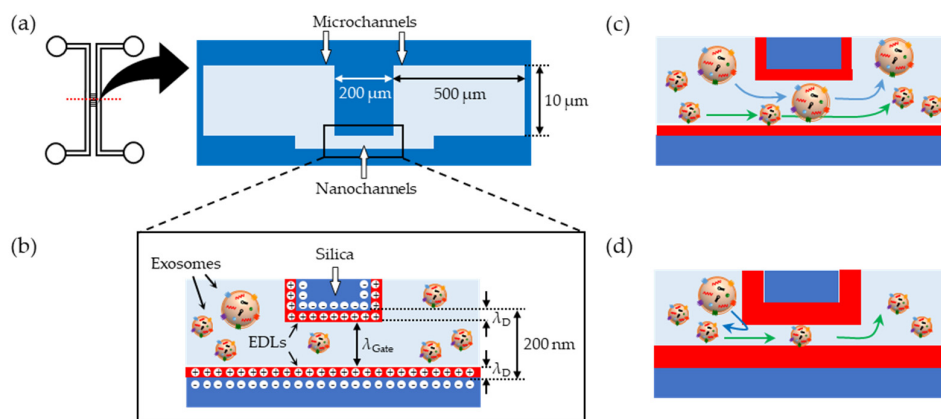 (a)
Microchannels
200 μm
500 μm
10 μm
Nanochannels
(b)
Silica
Exosomes
EDLs
λGate
λD
200 nm
λD
(c)
(d)